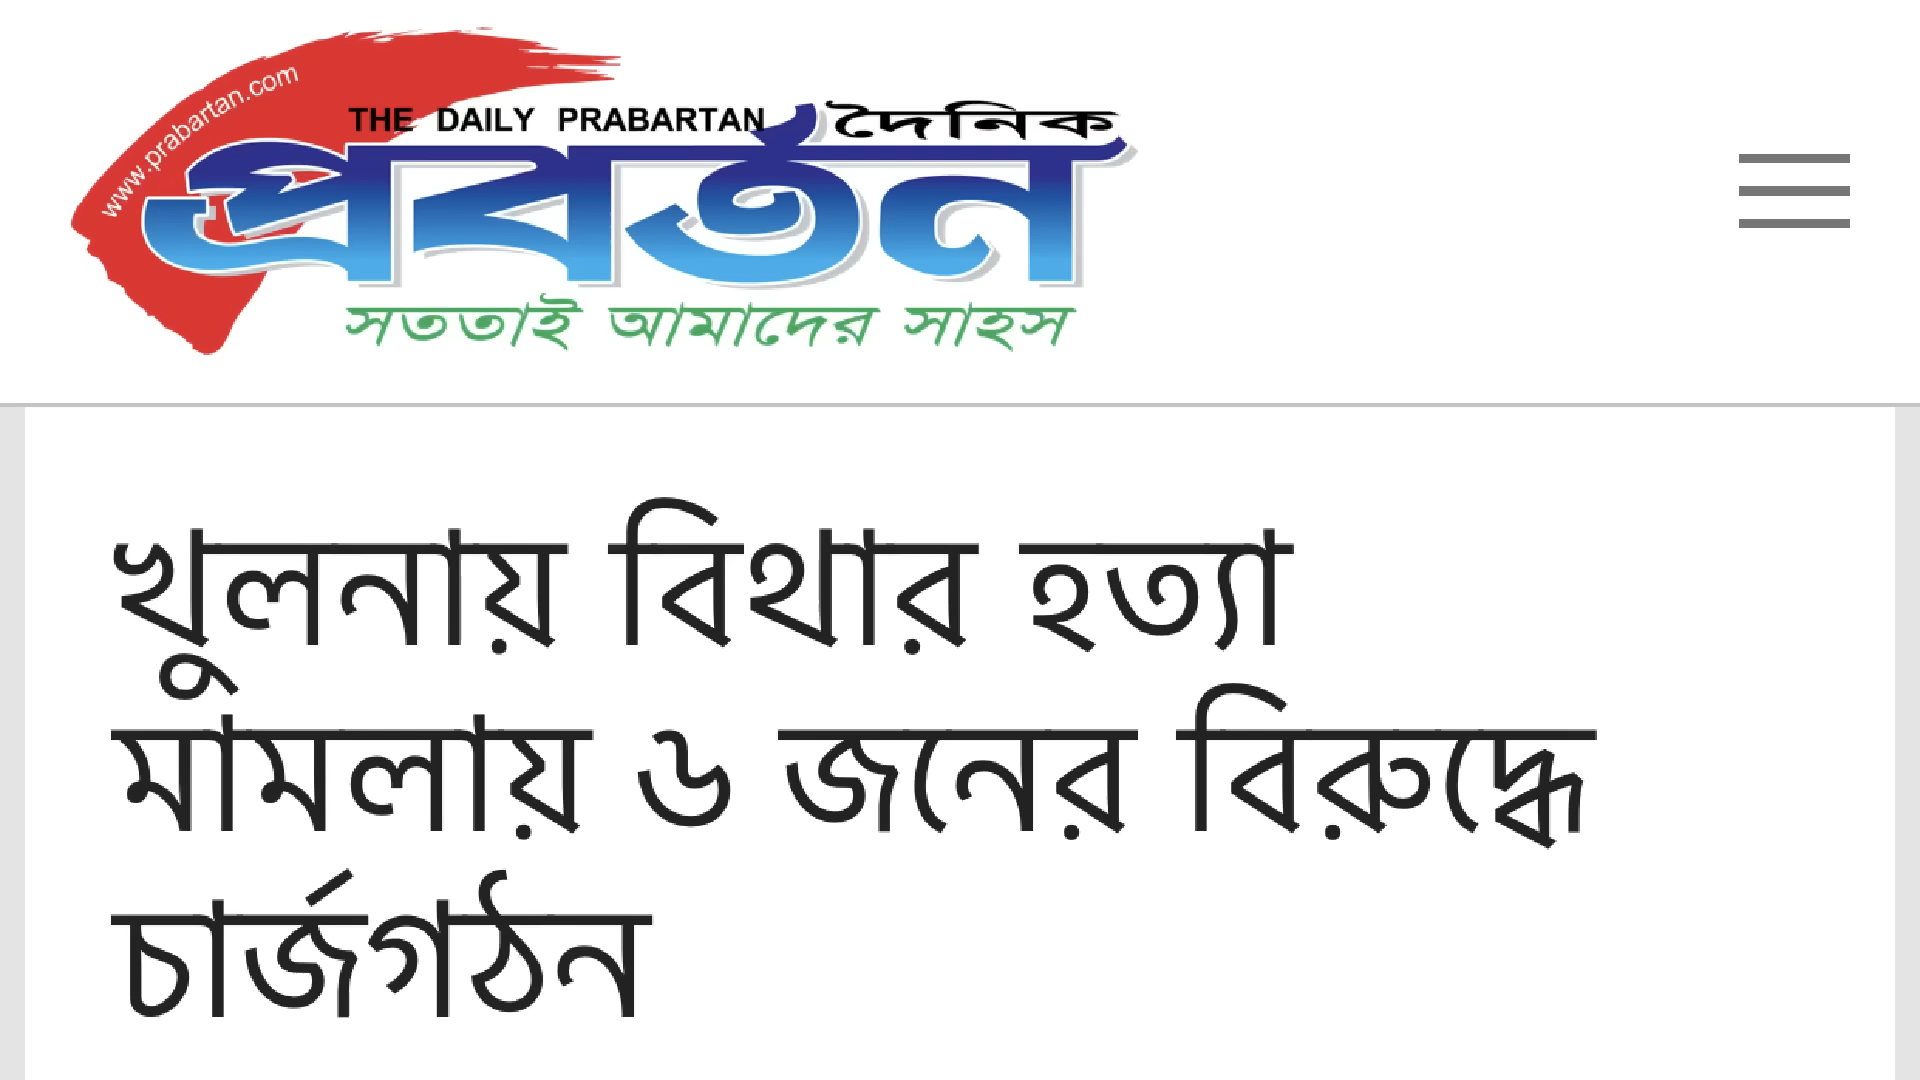 www.prabartan.com
THE DAILY PRABARTAN দৈনিক
প্রবর্তন
সততাই আমাদের সাহস
খুলনায় বিথার হত্যা
মামলায় ৬ জনের বিরুদ্ধে
চার্জগঠন